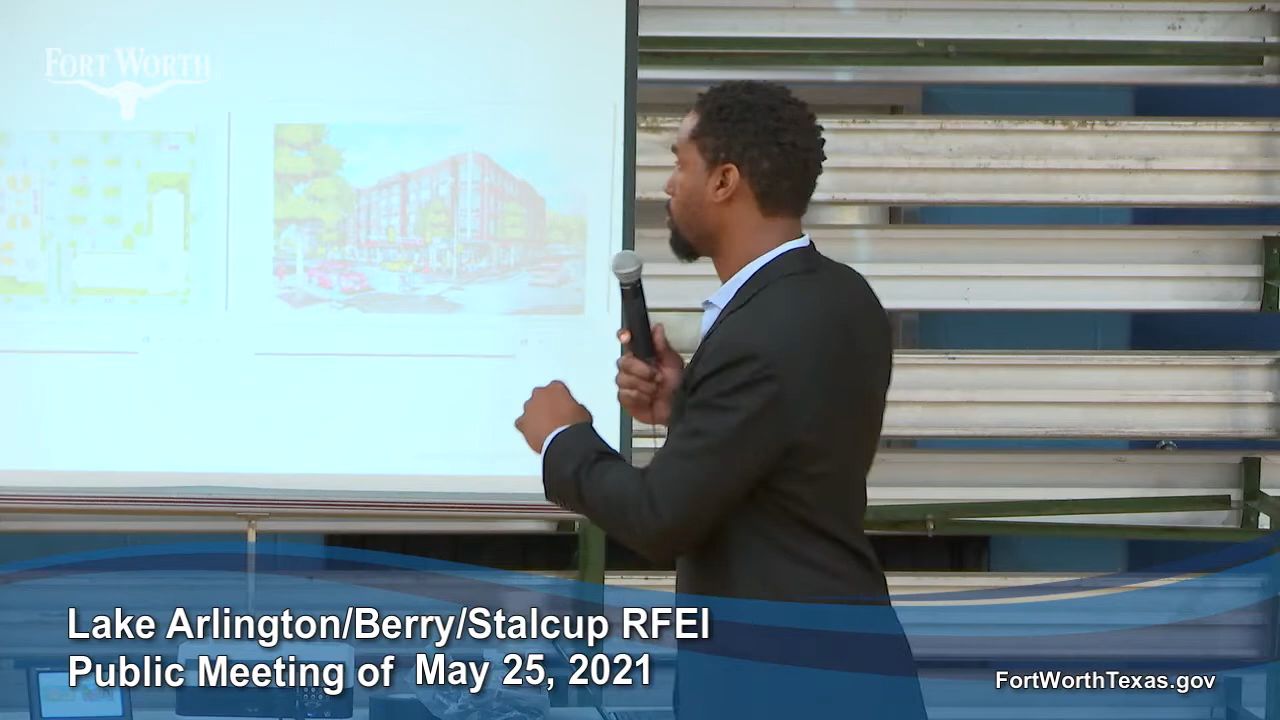 FORT WORTH
Lake Arlington/Berry/Stalcup RFEI
Public Meeting of May 25, 2021
FortWorthTexas.gov